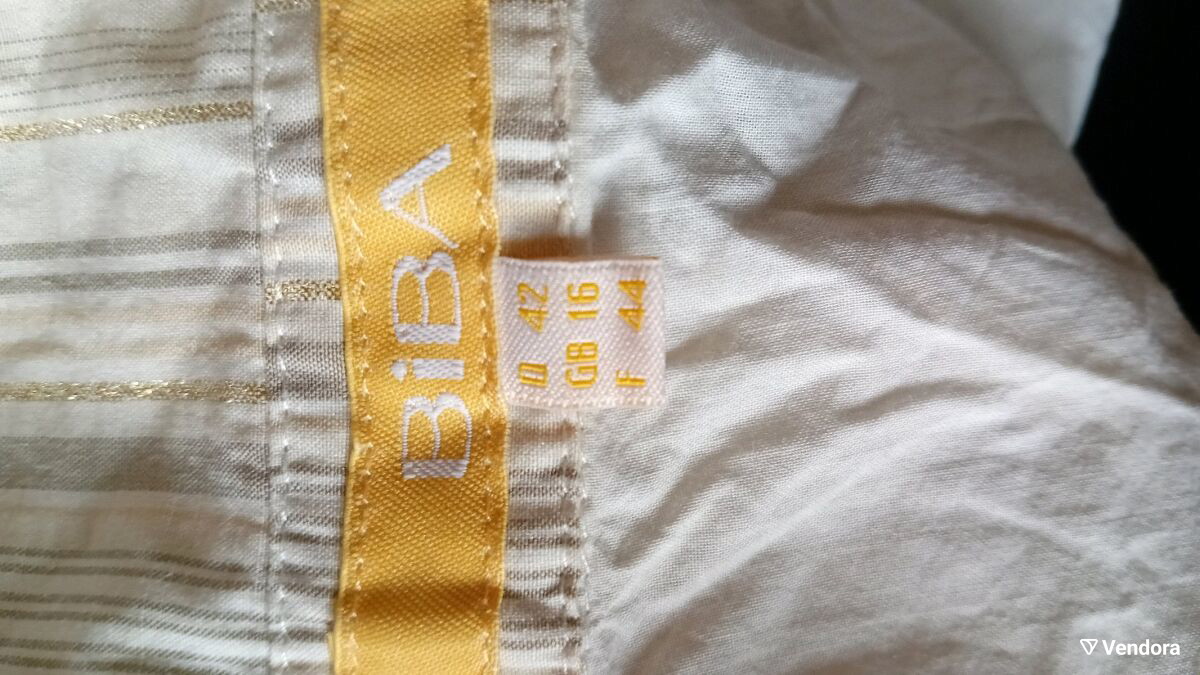 BiBA
D 42
GB 16
F 44
Vendora